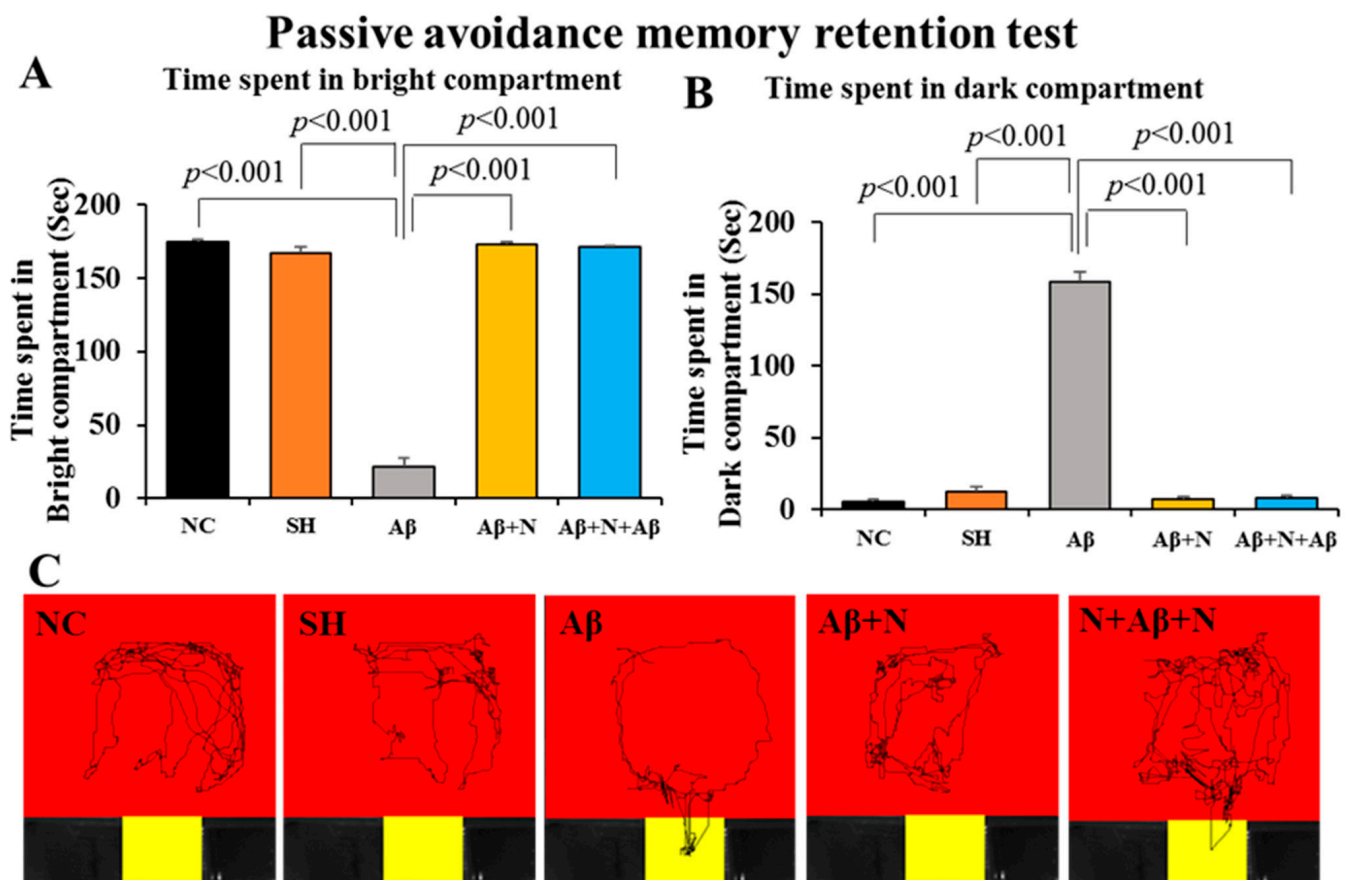 Passive avoidance memory retention test
A
Time spent in bright compartment
p<0.001
p<0.001
p<0.001
p<0.001
Time spent in
Bright compartment (Sec)
200
150
100
50
0
NC
SH
Aβ
Aβ+N
Aβ+N+Aβ
B
Time spent in dark compartment
p<0.001
p<0.001
p<0.001
p<0.001
Time spent in
Dark compartment (Sec)
200
150
100
50
0
NC
SH
Aβ
Aβ+N
Aβ+N+Aβ
C
NC
SH
Aβ
Aβ+N
N+Aβ+N